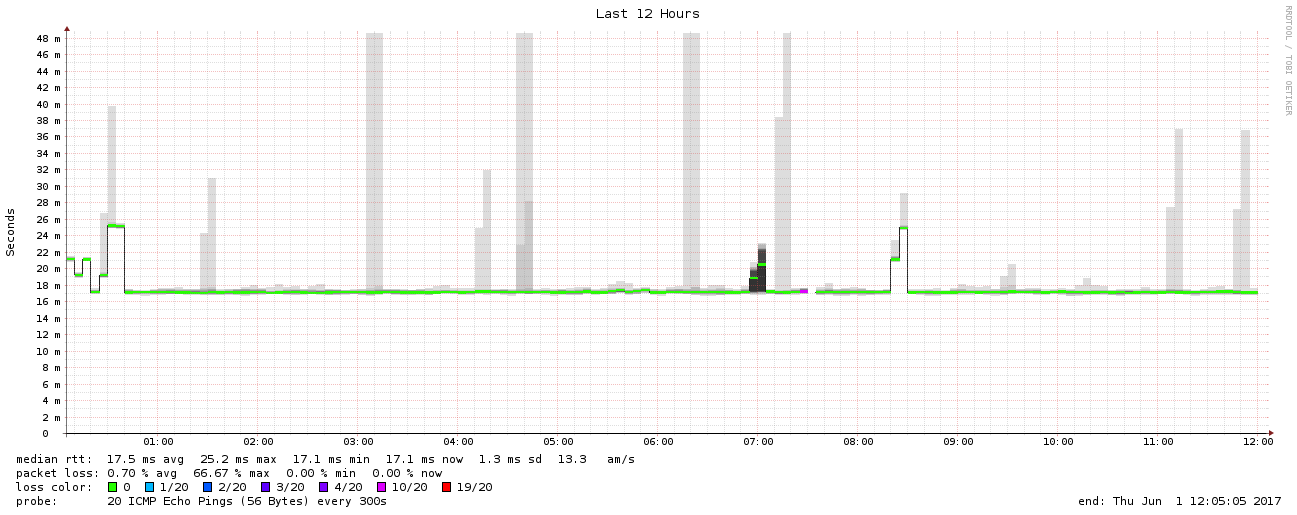 Last 12 Hours
RRDTOOL / TOBI OETIKER
Seconds
48 m
46 m
44 m
42 m
40 m
38 m
36 m
34 m
32 m
30 m
28 m
26 m
24 m
22 m
20 m
18 m
16 m
14 m
12 m
10 m
8 m
6 m
4 m
2 m
0
01:00 02:00 03:00 04:00 05:00 06:00 07:00 08:00 09:00 10:00 11:00 12:00
median rtt: 17.5 ms avg 25.2 ms max 17.1 ms min 17.1 ms now 1.3 ms sd 13.3 am/s
packet loss: 0.70 % avg 66.67 % max 0.00 % min 0.00 % now
loss color: 0 1/20 2/20 3/20 4/20 10/20 19/20
probe: 20 ICMP Echo Pings (56 Bytes) every 300s end: Thu Jun 1 12:05:05 2017